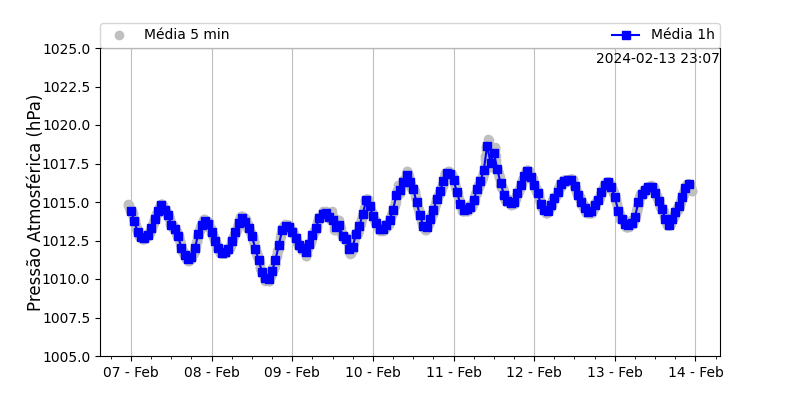 Média 5 min
Média 1h
2024-02-13 23:07
Pressão Atmosférica (hPa)
1025.0
1022.5
1020.0
1017.5
1015.0
1012.5
1010.0
1007.5
1005.0
07 - Feb
08 - Feb
09 - Feb
10 - Feb
11 - Feb
12 - Feb
13 - Feb
14 - Feb